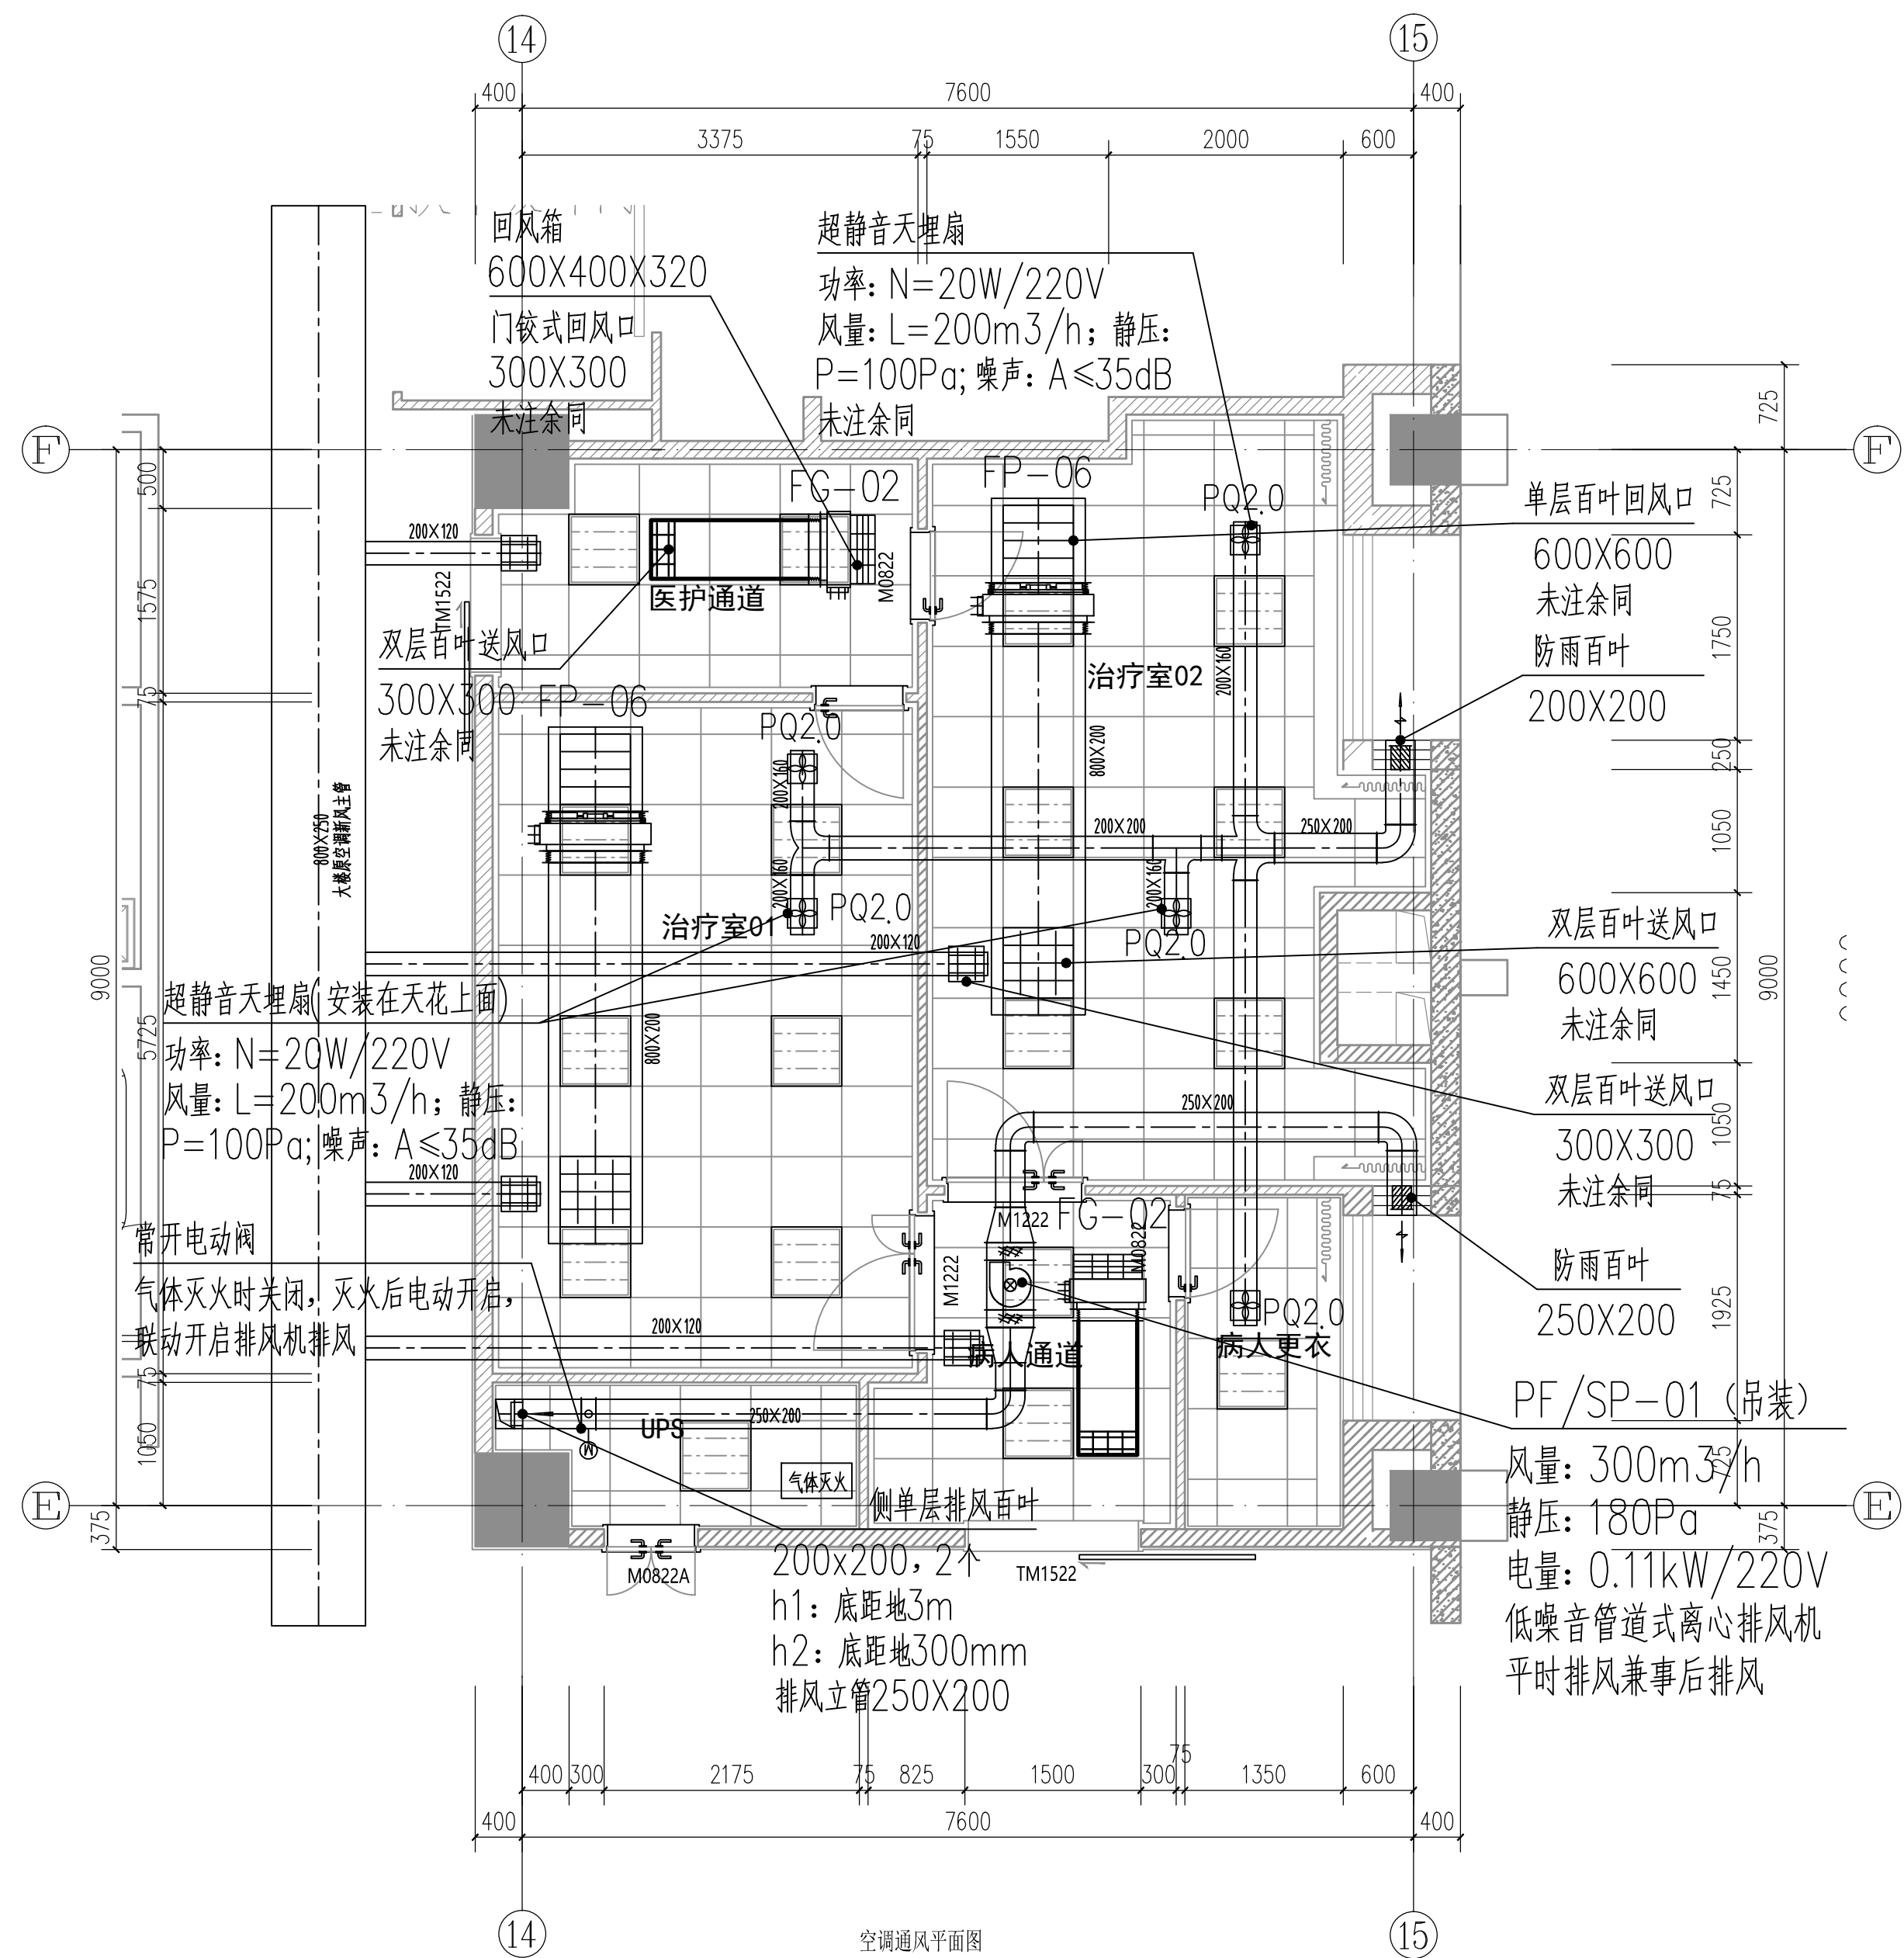 14
15
400
7600
400
3375
75
1550
2000
600
回风箱
600X400X320
门铰式回风口
300X300
未注余同
超静音天埋扇
功率: N=20W/220V
风量: L=200m3/h; 静压:
P=100Pa; 噪声: A≤35dB
未注余同
F
F
725
500
725
FG-02
FP-06
PQ2.0
单层百叶回风口
600X600
未注余同
200X120
M0822
TM1522
医护通道
1575
1750
双层百叶送风口
300X300
未注余同
FP-06
PQ2.0
治疗室02
200X160
防雨百叶
200X200
75
250
800X250
大楼原空调新风主管
200X160
800X200
200X200
250X200
1050
200X160
200X160
治疗室01
PQ2.0
PQ2.0
200X120
双层百叶送风口
600X600
未注余同
1450
9000
9000
超静音天埋扇(安装在天花上面)
功率: N=20W/220V
风量: L=200m3/h; 静压:
P=100Pa; 噪声: A≤35dB
5725
800X200
双层百叶送风口
300X300
未注余同
250X200
1050
200X120
75
常开电动阀
气体灭火时关闭, 灭火后电动开启,
联动开启排风机排风
M1222
FG-02
M0822
M1222
防雨百叶
250X200
1925
200X120
PQ2.0
病人通道
病人更衣
75
1050
UPS
250X200
M
气体灭火
PF/SP-01 (吊装)
风量: 300m3/h
静压: 180Pa
电量: 0.11kW/220V
低噪音管道式离心排风机
平时排风兼事后排风
725
E
E
375
375
侧单层排风百叶
200x200, 2个
h1: 底距地3m
h2: 底距地300mm
排风立管250X200
M0822A
TM1522
400
300
2175
75
825
1500
300
75
1350
600
400
7600
400
14
15
空调通风平面图